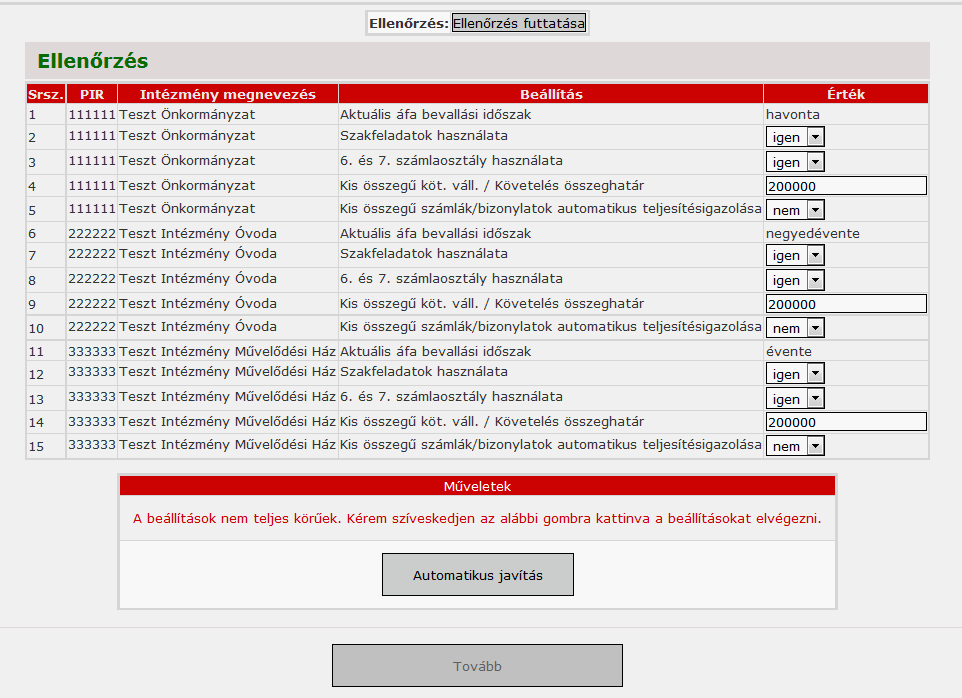 Ellenőrzés: Ellenőrzés futtatása
Ellenőrzés
Srsz. PIR Intézmény megnevezés Beállítás Érték
1 111111 Teszt Önkormányzat Aktuális áfa bevallási időszak havonta
2 111111 Teszt Önkormányzat Szakfeladatok használata igen
3 111111 Teszt Önkormányzat 6. és 7. számlaosztály használata igen
4 111111 Teszt Önkormányzat Kis összegű köt. váll. / Követelés összeghatár 200000
5 111111 Teszt Önkormányzat Kis összegű számlák/bizonylatok automatikus teljesítésigazolása nem
6 222222 Teszt Intézmény Óvoda Aktuális áfa bevallási időszak negyedévente
7 222222 Teszt Intézmény Óvoda Szakfeladatok használata igen
8 222222 Teszt Intézmény Óvoda 6. és 7. számlaosztály használata igen
9 222222 Teszt Intézmény Óvoda Kis összegű köt. váll. / Követelés összeghatár 200000
10 222222 Teszt Intézmény Óvoda Kis összegű számlák/bizonylatok automatikus teljesítésigazolása nem
11 333333 Teszt Intézmény Művelődési Ház Aktuális áfa bevallási időszak évente
12 333333 Teszt Intézmény Művelődési Ház Szakfeladatok használata igen
13 333333 Teszt Intézmény Művelődési Ház 6. és 7. számlaosztály használata igen
14 333333 Teszt Intézmény Művelődési Ház Kis összegű köt. váll. / Követelés összeghatár 200000
15 333333 Teszt Intézmény Művelődési Ház Kis összegű számlák/bizonylatok automatikus teljesítésigazolása nem
Műveletek
A beállítások nem teljes körűek. Kérem szíveskedjen az alábbi gombra kattinva a beállításokat elvégezni.
Automatikus javítás
Tovább